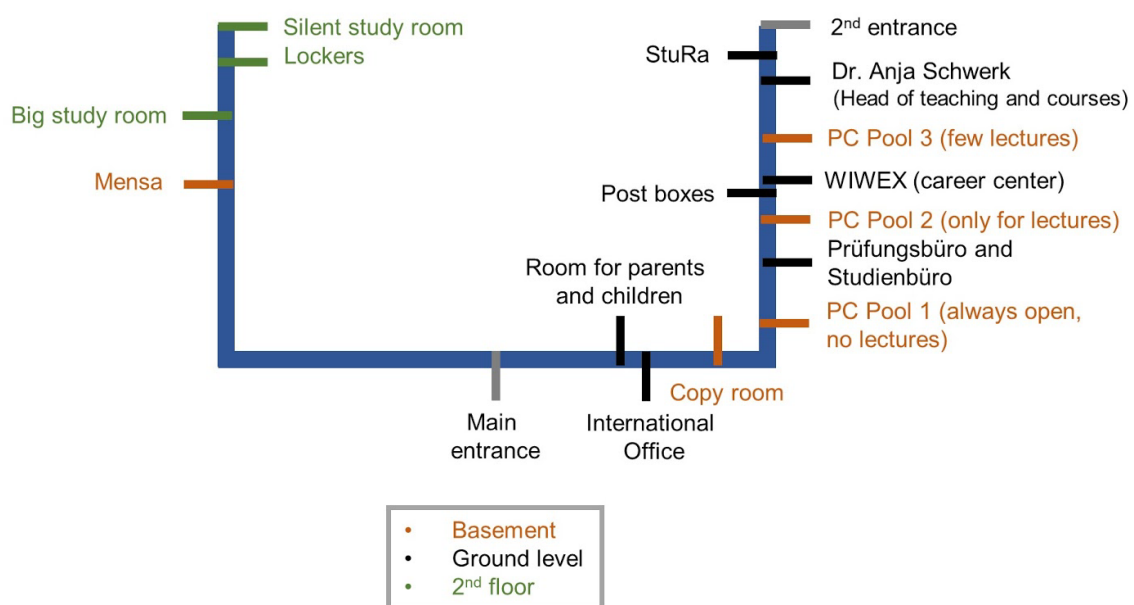 Silent study room
Lockers
Big study room
Mensa
2nd entrance
StuRa
Dr. Anja Schwerk
(Head of teaching and courses)
PC Pool 3 (few lectures)
WIWEX (career center)
Post boxes
PC Pool 2 (only for lectures)
Prüfungsbüro and
Studienbüro
Room for parents
and children
PC Pool 1 (always open,
no lectures)
Copy room
Main
entrance
International
Office
• Basement
• Ground level
• 2nd floor